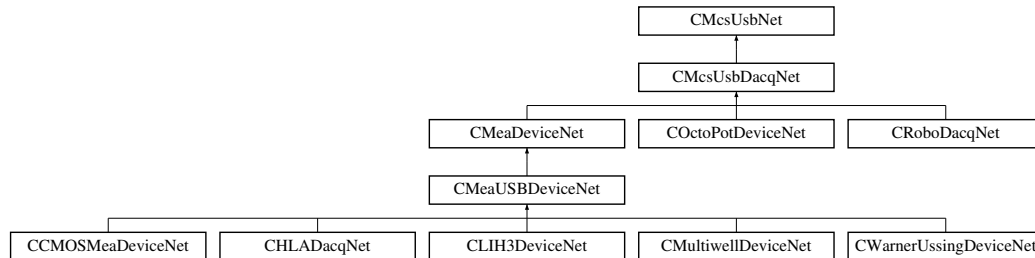 CMcsUsbNet
CMcsUsbDacqNet
CMeaDeviceNet
COctoPotDeviceNet
CRoboDacqNet
CMeaUSBDeviceNet
CCMOSMeaDeviceNet
CHLADacqNet
CLIH3DeviceNet
CMultiwellDeviceNet
CWarnerUssingDeviceNet